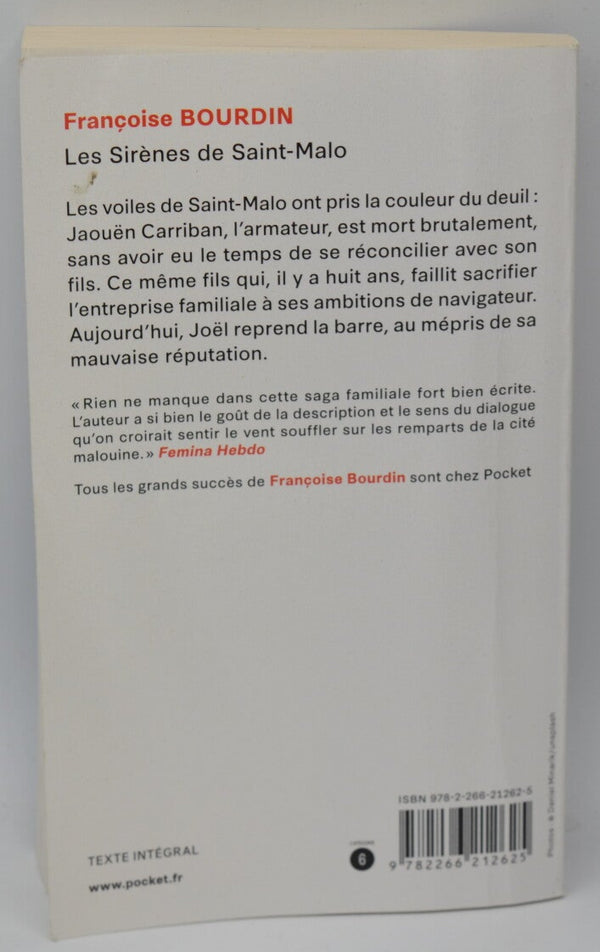 Françoise BOURDIN
Les Sirènes de Saint-Malo
Les voiles de Saint-Malo ont pris la couleur du deuil :
Jaouën Carriban, l'armateur, est mort brutalement,
sans avoir eu le temps de se réconcilier avec son
fils. Ce même fils qui, il y a huit ans, faillit sacrifier
l'entreprise familiale à ses ambitions de navigateur.
Aujourd'hui, Joël reprend la barre, au mépris de sa
mauvaise réputation.
« Rien ne manque dans cette saga familiale fort bien écrite.
L'auteur a si bien le goût de la description et le sens du dialogue
qu'on croirait sentir le vent souffler sur les remparts de la cité
malouine. » Femina Hebdo
Tous les grands succès de Françoise Bourdin sont chez Pocket
Photos : © Daniel Minarik/unsplash
ISBN 978-2-266-21262-5
9 782266 212625
CATÉGORIE
6
TEXTE INTÉGRAL
www.pocket.fr